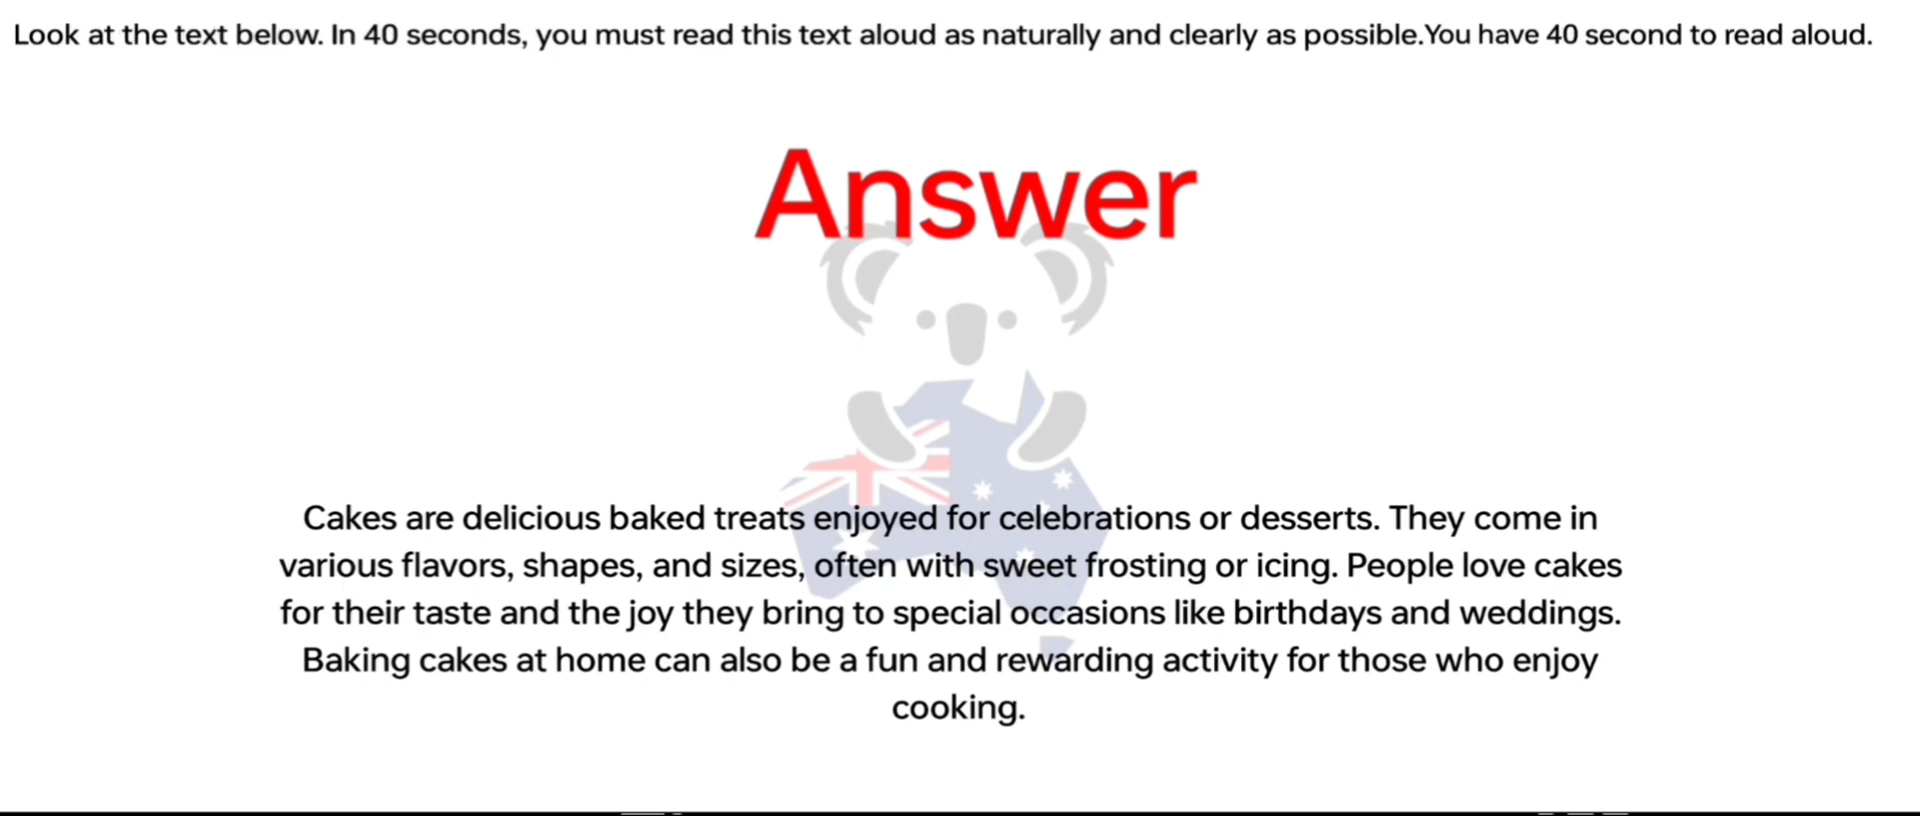 Look at the text below. In 40 seconds, you must read this text aloud as naturally and clearly as possible.You have 40 second to read aloud.
Answer
Cakes are delicious baked treats enjoyed for celebrations or desserts. They come in
various flavors, shapes, and sizes, often with sweet frosting or icing. People love cakes
for their taste and the joy they bring to special occasions like birthdays and weddings.
Baking cakes at home can also be a fun and rewarding activity for those who enjoy
cooking.